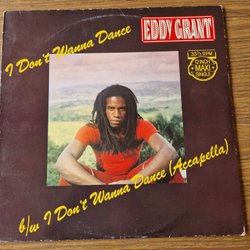 I Don't Wanna Dance
EDDY GRANT
33⅓ RPM
12 INCH
MAXI
SINGLE
b/w I Don't Wanna Dance (Accapella)